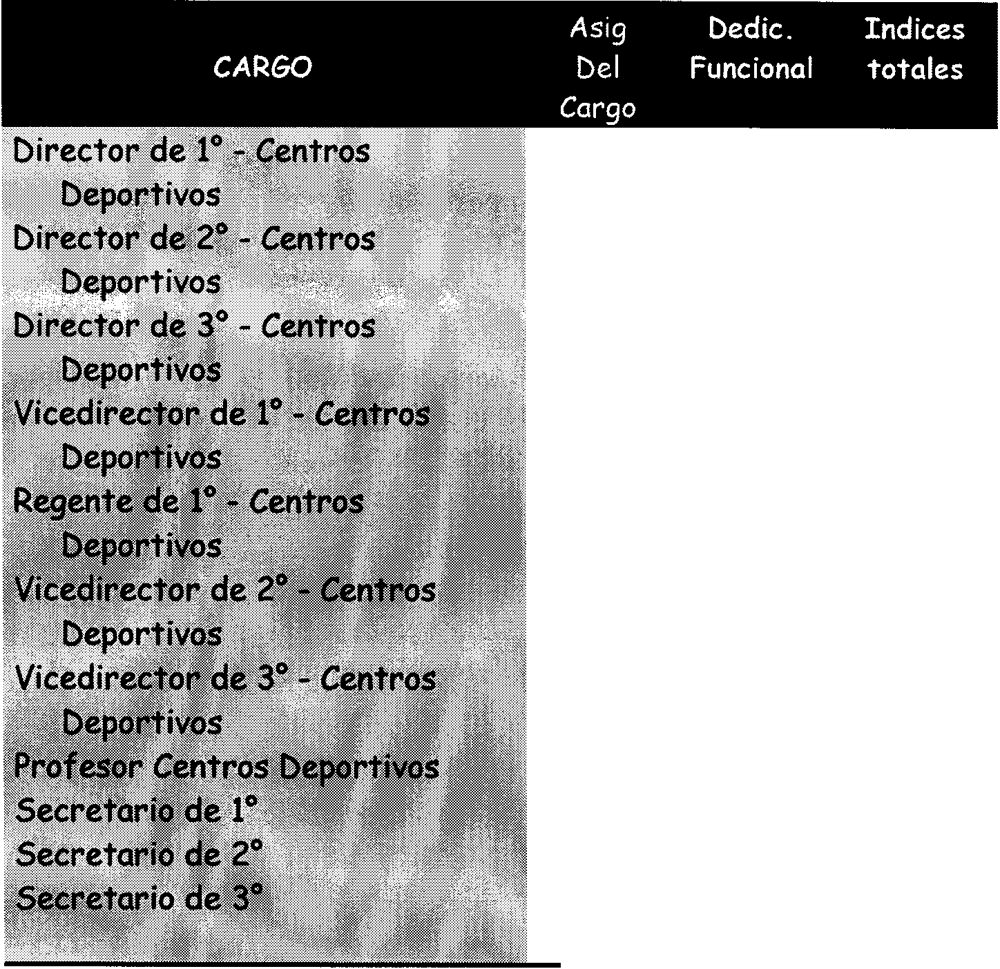 Asig Dedic. Indices
CARGO Del Funcional totales
Cargo
Director de 1° - Centros
Deportivos
Director de 2° - Centros
Deportivos
Director de 3° - Centros
Deportivos
Vicedirector de 1° - Centros
Deportivos
Regente de 1° - Centros
Deportivos
Vicedirector de 2° - Centros
Deportivos
Vicedirector de 3° - Centros
Deportivos
Profesor Centros Deportivos
Secretario de 1°
Secretario de 2°
Secretario de 3°